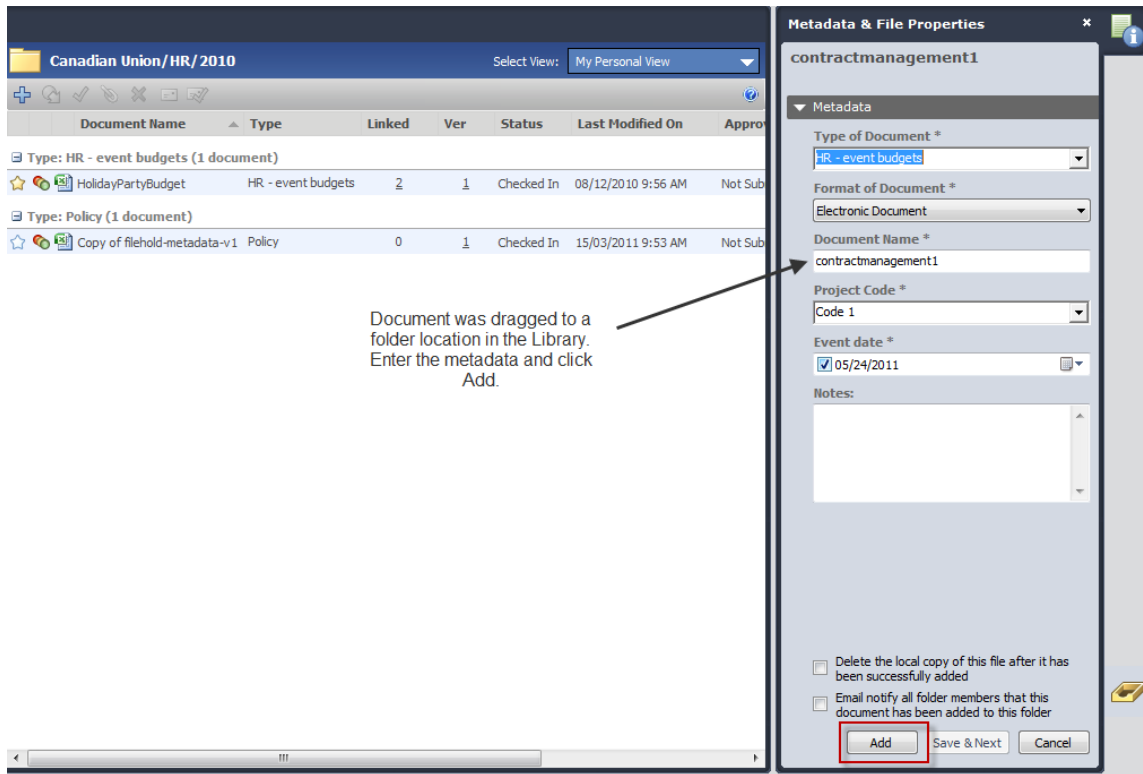 Metadata & File Properties
Canadian Union/HR/2010
Select View:
My Personal View
contractmanagement1
Metadata
Document Name
Type
Linked
Ver
Status
Last Modified On
Approv
Type of Document *
HR - event budgets
Type: HR - event budgets (1 document)
HolidayPartyBudget
HR - event budgets
2
1
Checked In
08/12/2010 9:56 AM
Not Sub
Format of Document *
Electronic Document
Type: Policy (1 document)
Copy of filehold-metadata-v1
Policy
0
1
Checked In
15/03/2011 9:53 AM
Not Sub
Document Name *
contractmanagement1
Project Code *
Code 1
Event date *
05/24/2011
Notes:
Document was dragged to a
folder location in the Library.
Enter the metadata and click
Add.
Delete the local copy of this file after it has
been successfully added
Email notify all folder members that this
document has been added to this folder
Add
Save & Next
Cancel